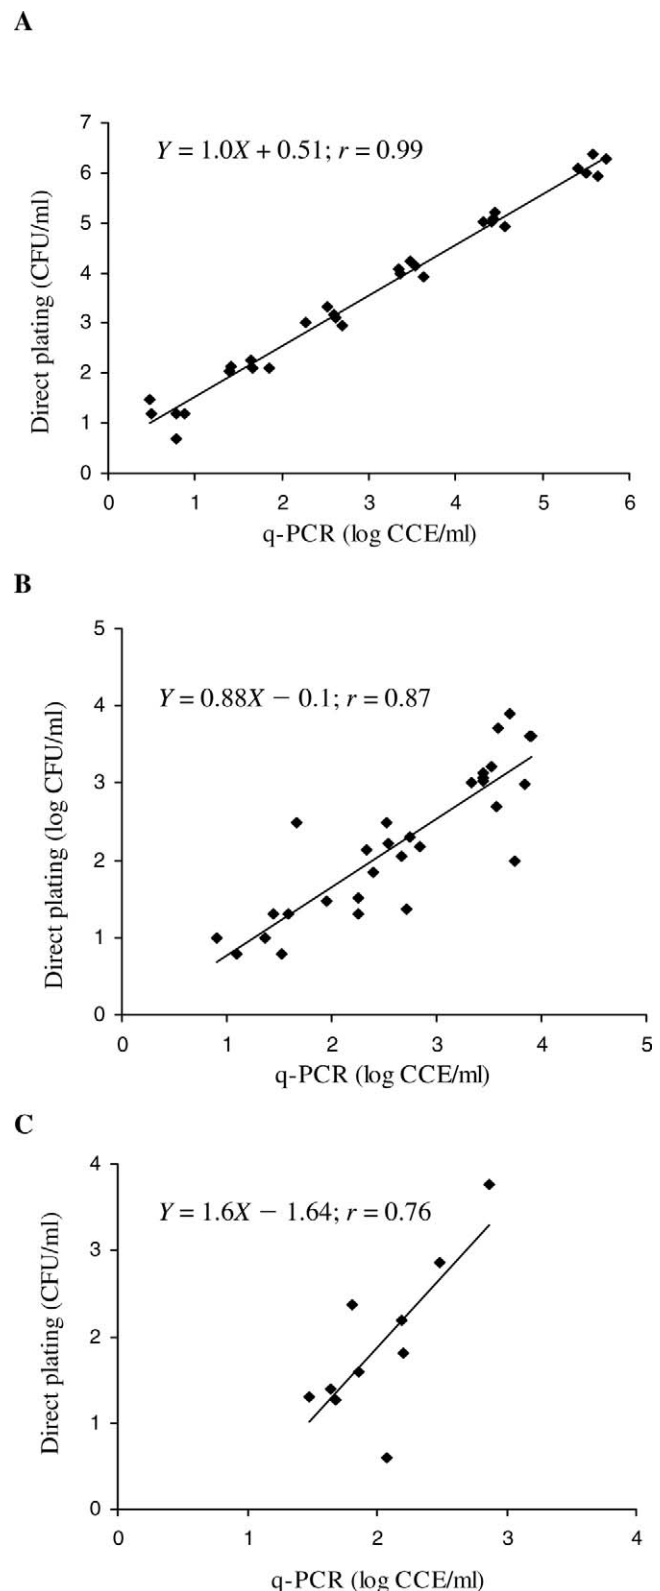 A
Y = 1.0X + 0.51; r = 0.99
7
6
5
4
3
2
1
0
Direct plating (CFU/ml)
0 1 2 3 4 5 6
q-PCR (log CCE/ml)
B
Y = 0.88X − 0.1; r = 0.87
5
4
3
2
1
0
Direct plating (log CFU/ml)
0 1 2 3 4 5
q-PCR (log CCE/ml)
C
Y = 1.6X − 1.64; r = 0.76
4
3
2
1
0
Direct plating (CFU/ml)
0 1 2 3 4
q-PCR (log CCE/ml)